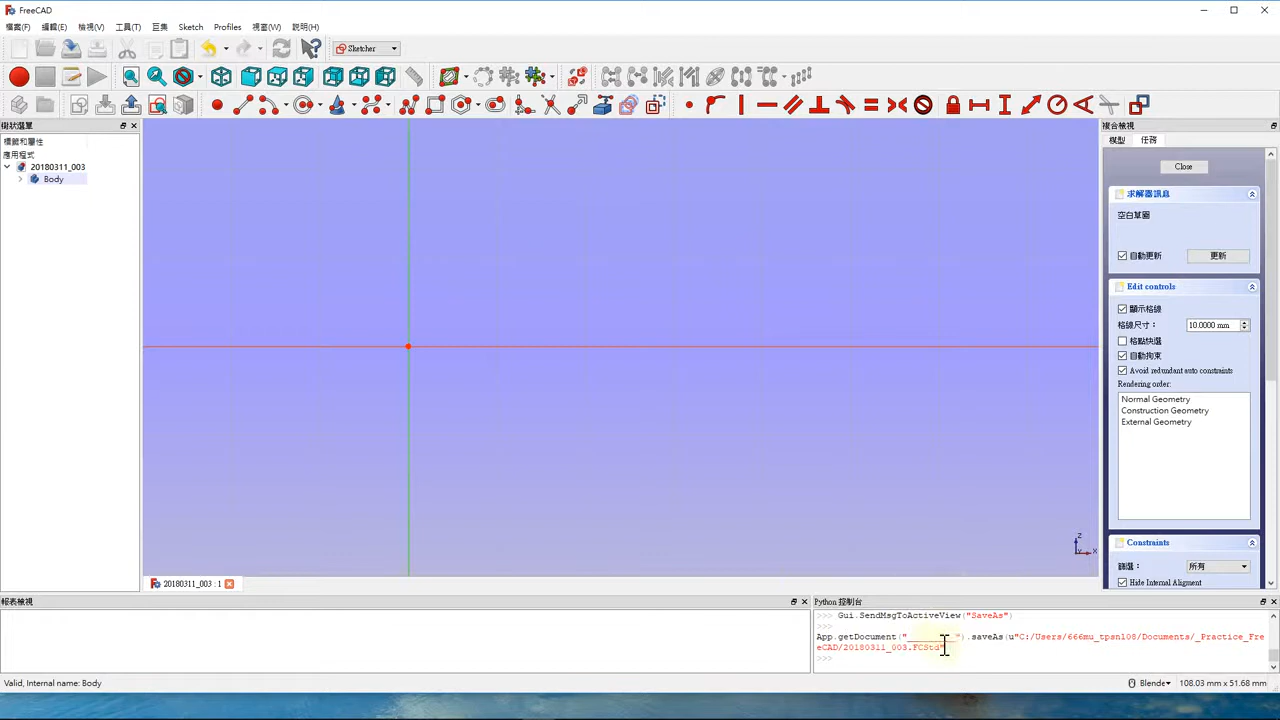 FreeCAD
檔案(F) 編輯(E) 檢視(V) 工具(T) 巨集 Sketch Profiles 視窗(W) 說明(H)
Sketcher
樹狀選單
標籤和屬性
應用程式
20180311_003
Body
複合檢視
模型 任務
Close
求解器訊息
空白草圖
自動更新 更新
Edit controls
顯示格線
格線尺寸： 10.0000 mm
格點快選
自動拘束
Avoid redundant auto constraints
Rendering order:
Normal Geometry
Construction Geometry
External Geometry
Constraints
篩選： 所有
Hide Internal Aligment
Z
X
20180311_003 : 1
報表檢視
Python 控制台
>>> Gui.SendMsgToActiveView("SaveAs")
>>>
App.getDocument("________").saveAs(u"C:/Users/666mu_tpsn108/Documents/_Practice_Fre
eCAD/20180311_003.FCStd"
>>>
Valid, Internal name: Body
Blende 108.03 mm x 51.68 mm